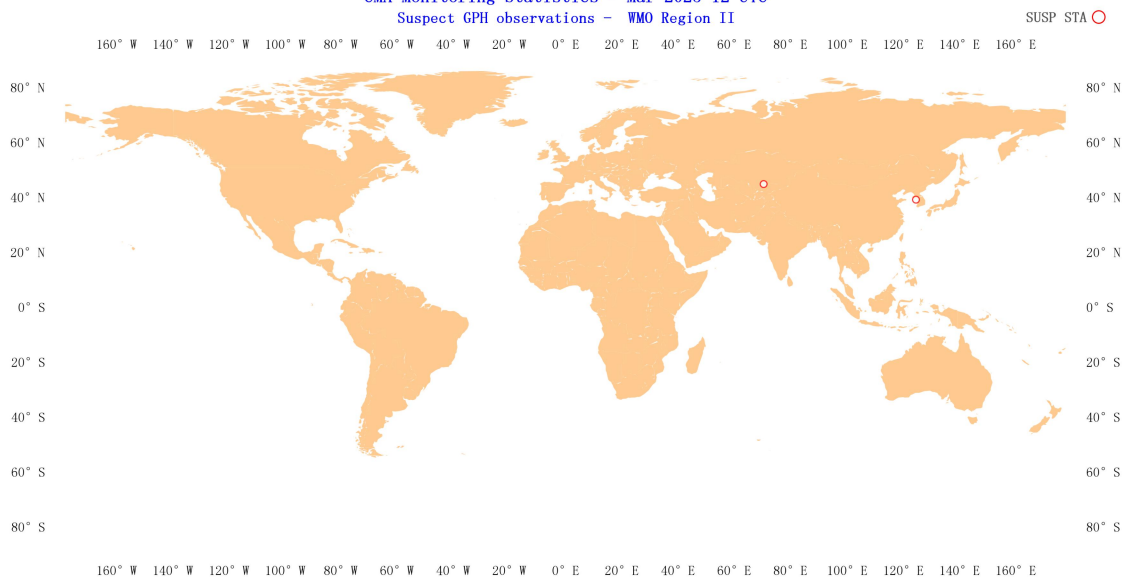 Suspect GPH observations - WMO Region II
SUSP STA
160° W 140° W 120° W 100° W 80° W 60° W 40° W 20° W 0° E 20° E 40° E 60° E 80° E 100° E 120° E 140° E 160° E
80° N 80° N
60° N 60° N
40° N 40° N
20° N 20° N
0° S 0° S
20° S 20° S
40° S 40° S
60° S 60° S
80° S 80° S
160° W 140° W 120° W 100° W 80° W 60° W 40° W 20° W 0° E 20° E 40° E 60° E 80° E 100° E 120° E 140° E 160° E